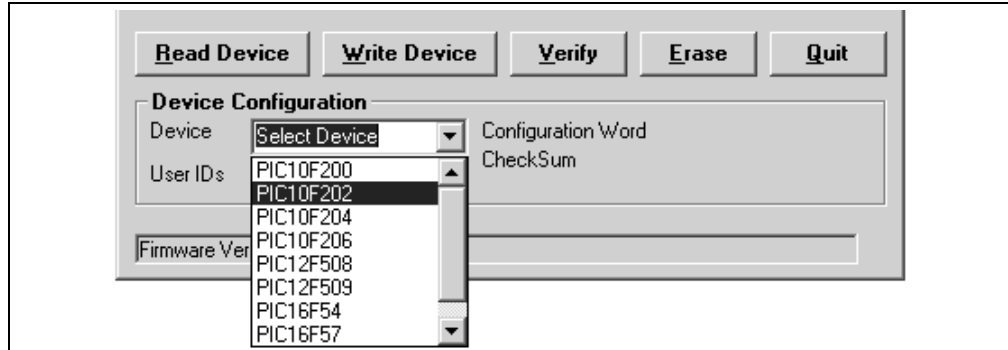 Read Device Write Device Verify Erase Quit
Device Configuration
Device Select Device Configuration Word
User IDs CheckSum
PIC10F200
PIC10F202
PIC10F204
PIC10F206
Firmware Ver
PIC12F508
PIC12F509
PIC16F54
PIC16F57